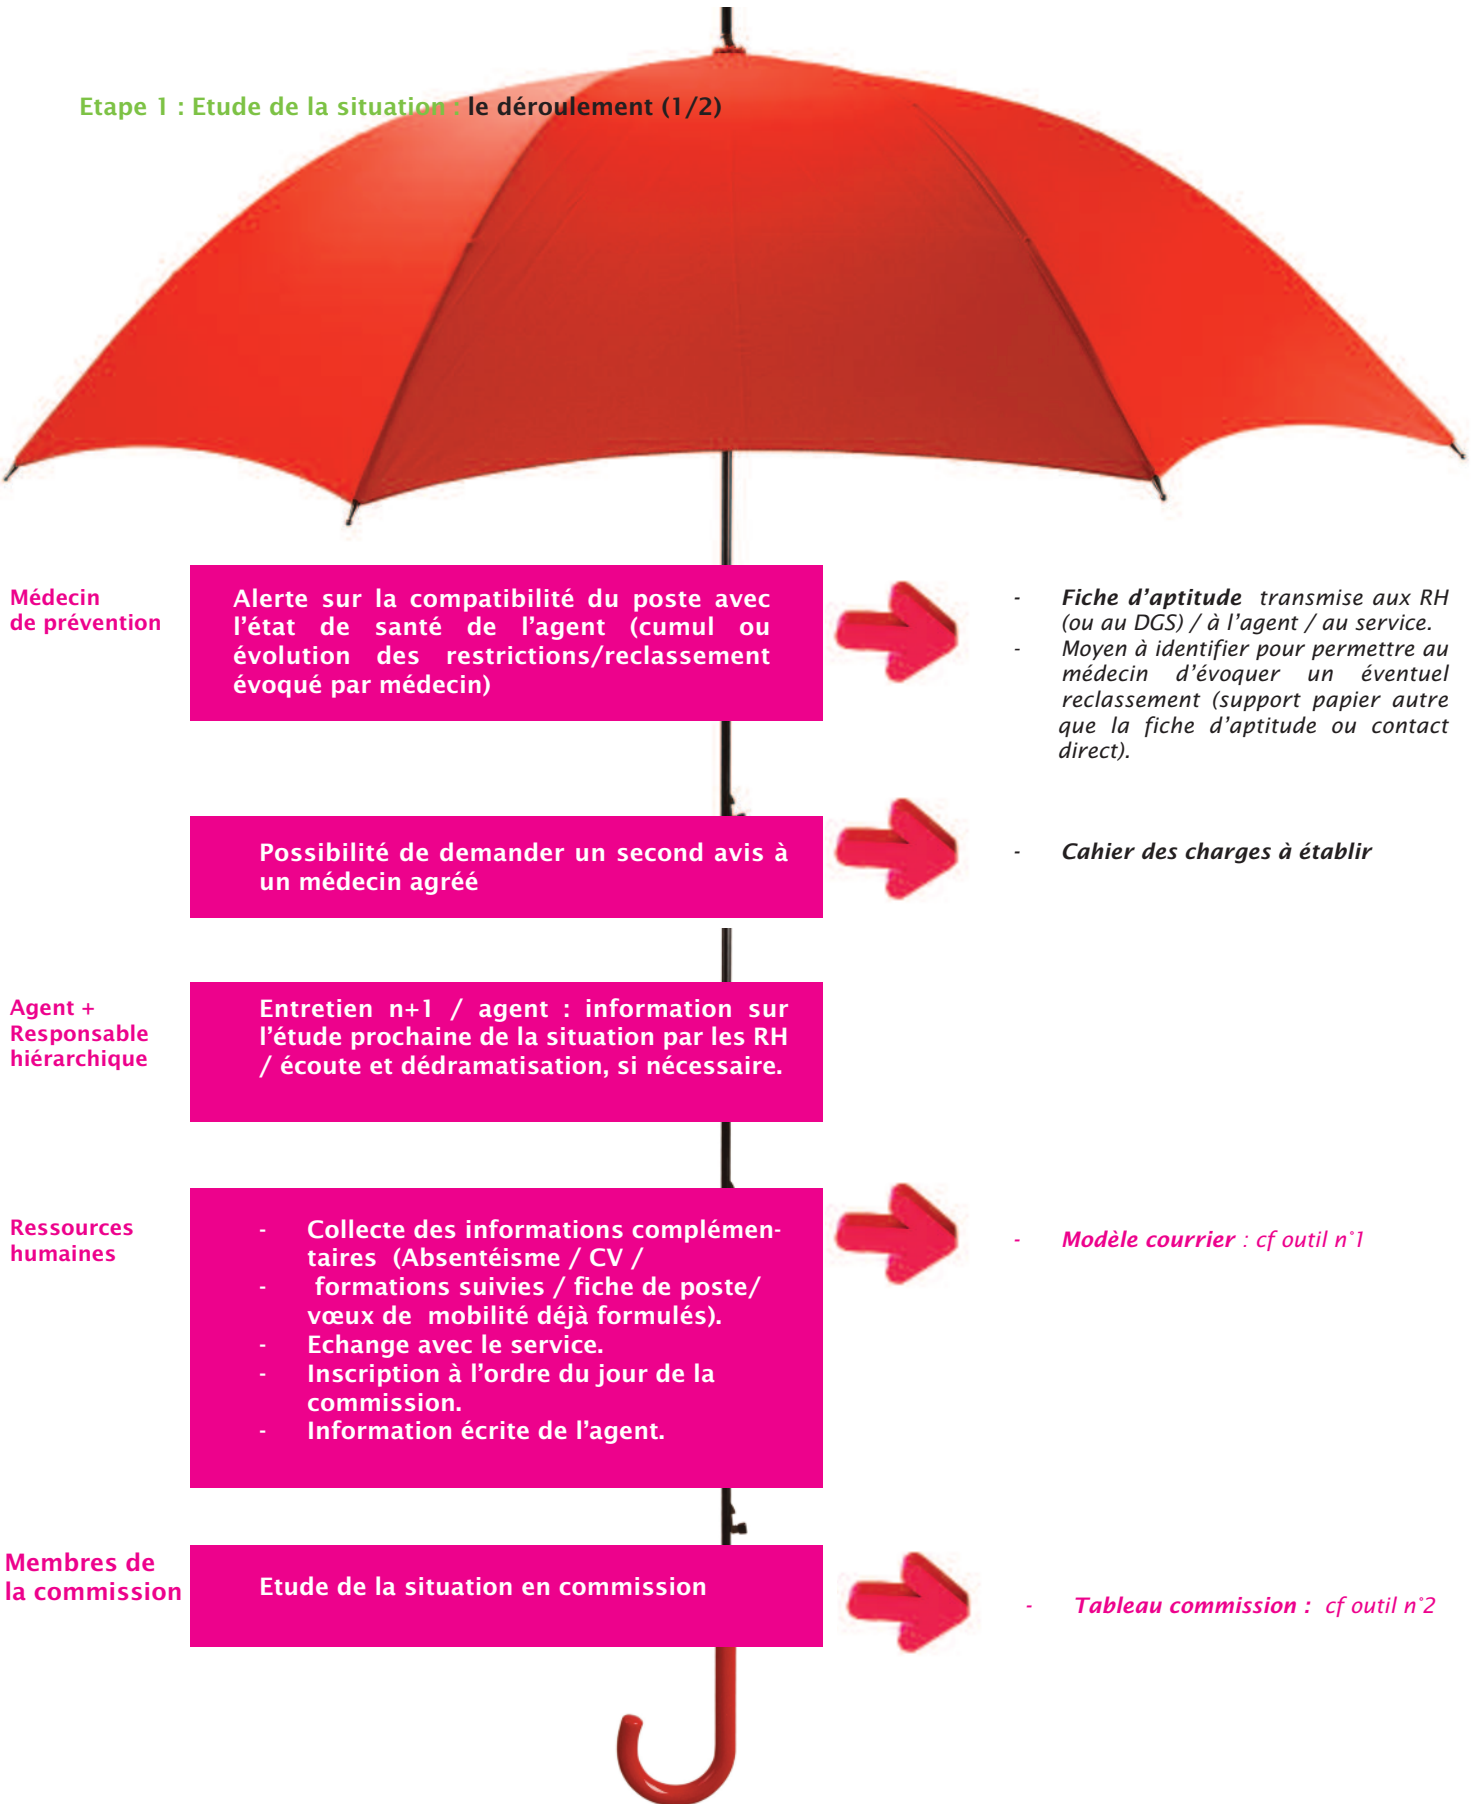 Etape 1 : Etude de la situation : le déroulement (1/2)
Médecin
de prévention
Alerte sur la compatibilité du poste avec
l’état de santé de l’agent (cumul ou
évolution des restrictions/reclassement
évoqué par médecin)
- Fiche d’aptitude transmise aux RH
(ou au DGS) / à l’agent / au service.
- Moyen à identifier pour permettre au
médecin d’évoquer un éventuel
reclassement (support papier autre
que la fiche d’aptitude ou contact
direct).
Possibilité de demander un second avis à
un médecin agréé
- Cahier des charges à établir
Agent +
Responsable
hiérarchique
Entretien n+1 / agent : information sur
l’étude prochaine de la situation par les RH
/ écoute et dédramatisation, si nécessaire.
Ressources
humaines
- Collecte des informations complémen-
taires (Absentéisme / CV /
- formations suivies / fiche de poste/
vœux de mobilité déjà formulés).
- Echange avec le service.
- Inscription à l’ordre du jour de la
commission.
- Information écrite de l’agent.
- Modèle courrier : cf outil n°1
Membres de
la commission
Etude de la situation en commission
- Tableau commission : cf outil n°2